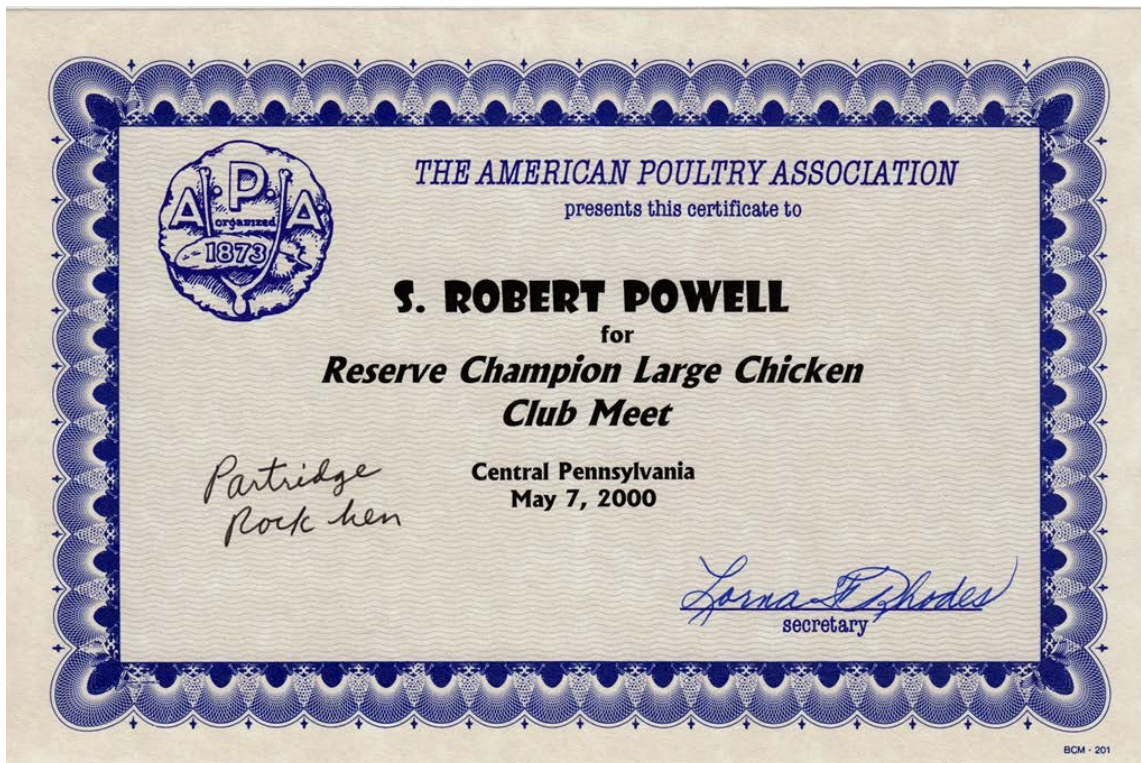 A.P.A.
organized
1873
THE AMERICAN POULTRY ASSOCIATION
presents this certificate to
S. ROBERT POWELL
for
Reserve Champion Large Chicken
Club Meet
Partridge
Rock hen
Central Pennsylvania
May 7, 2000
Lorna F Rhodes
secretary
BCM - 201